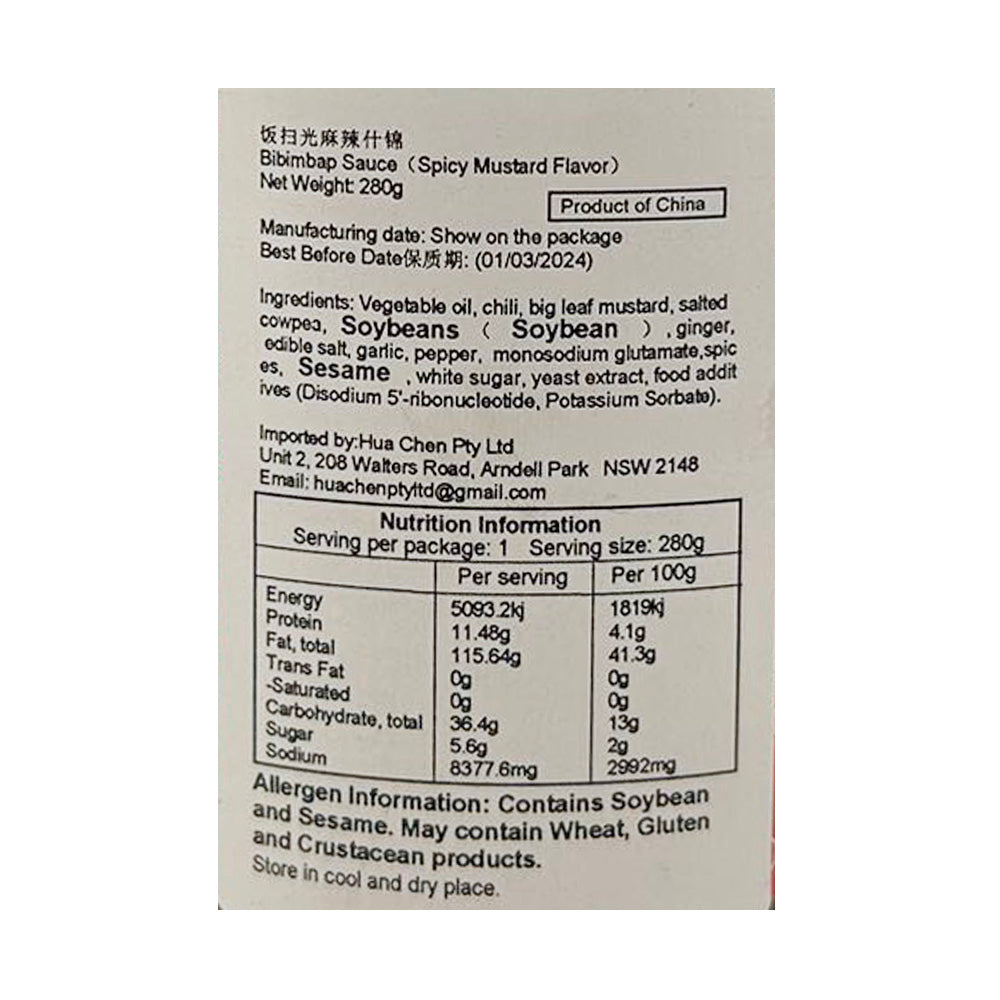 饭扫光麻辣什锦
Bibimbap Sauce (Spicy Mustard Flavor)
Net Weight: 280g
Product of China
Manufacturing date: Show on the package
Best Before Date保质期: (01/03/2024)
Ingredients: Vegetable oil, chili, big leaf mustard, salted
cowpea, Soybeans ( Soybean ) , ginger,
edible salt, garlic, pepper, monosodium glutamate,spic
es, Sesame , white sugar, yeast extract, food addit
ives (Disodium 5'-ribonucleotide, Potassium Sorbate).
Imported by:Hua Chen Pty Ltd
Unit 2, 208 Walters Road, Arndell Park NSW 2148
Email: huachenptyltd@gmail.com
Nutrition Information
Serving per package: 1 Serving size: 280g
Per serving Per 100g
Energy 5093.2kj 1819kj
Protein 11.48g 4.1g
Fat, total 115.64g 41.3g
Trans Fat 0g 0g
-Saturated 0g 0g
Carbohydrate, total 36.4g 13g
Sugar 5.6g 2g
Sodium 8377.6mg 2992mg
Allergen Information: Contains Soybean
and Sesame. May contain Wheat, Gluten
and Crustacean products.
Store in cool and dry place.